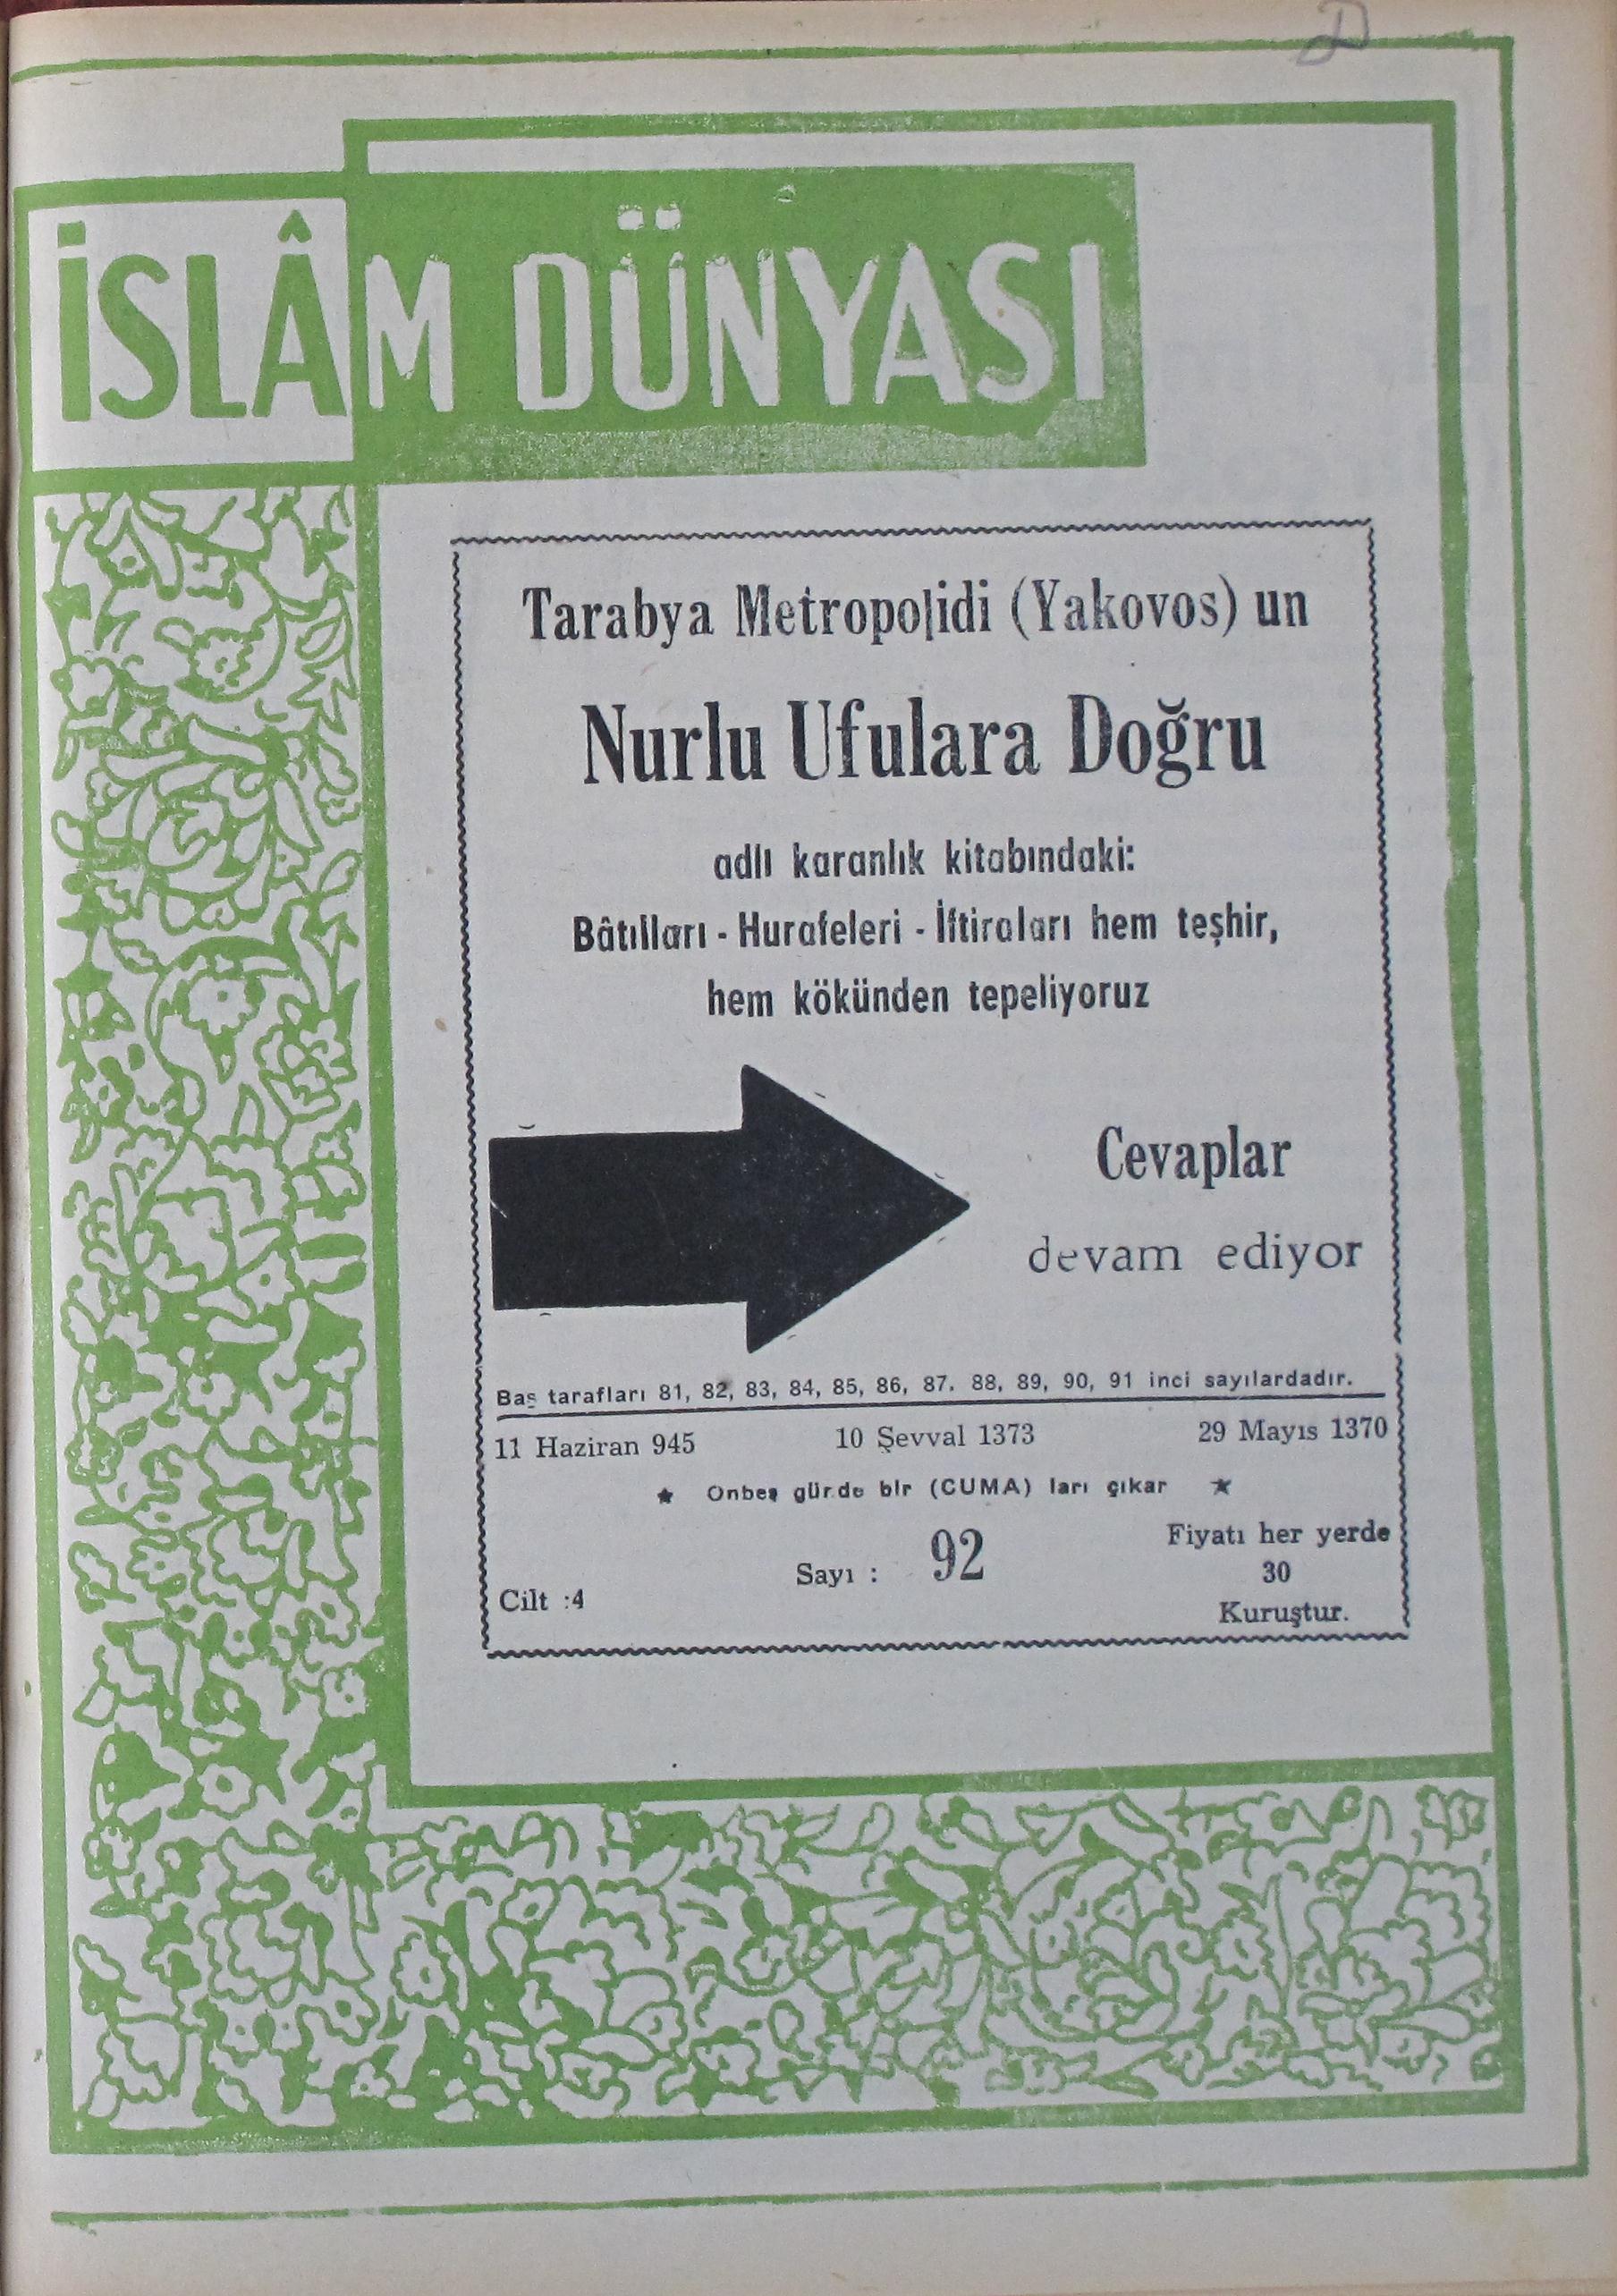 D
İSLÂM DÜNYASI
Tarabya Metropolidi (Yakovos) un
Nurlu Ufulara Doğru
adlı karanlık kitabındaki:
Bâtılları - Hurafeleri - İftiraları hem teşhir,
hem kökünden tepeliyoruz
Cevaplar
devam ediyor
Baş tarafları 81, 82, 83, 84, 85, 86, 87. 88, 89, 90, 91 inci sayılardadır.
11 Haziran 945 10 Şevval 1373 29 Mayıs 1370
★ Onbeş günde bir (CUMA) ları çıkar ★
Cilt :4 Sayı : 92 Fiyatı her yerde
30
Kuruştur.